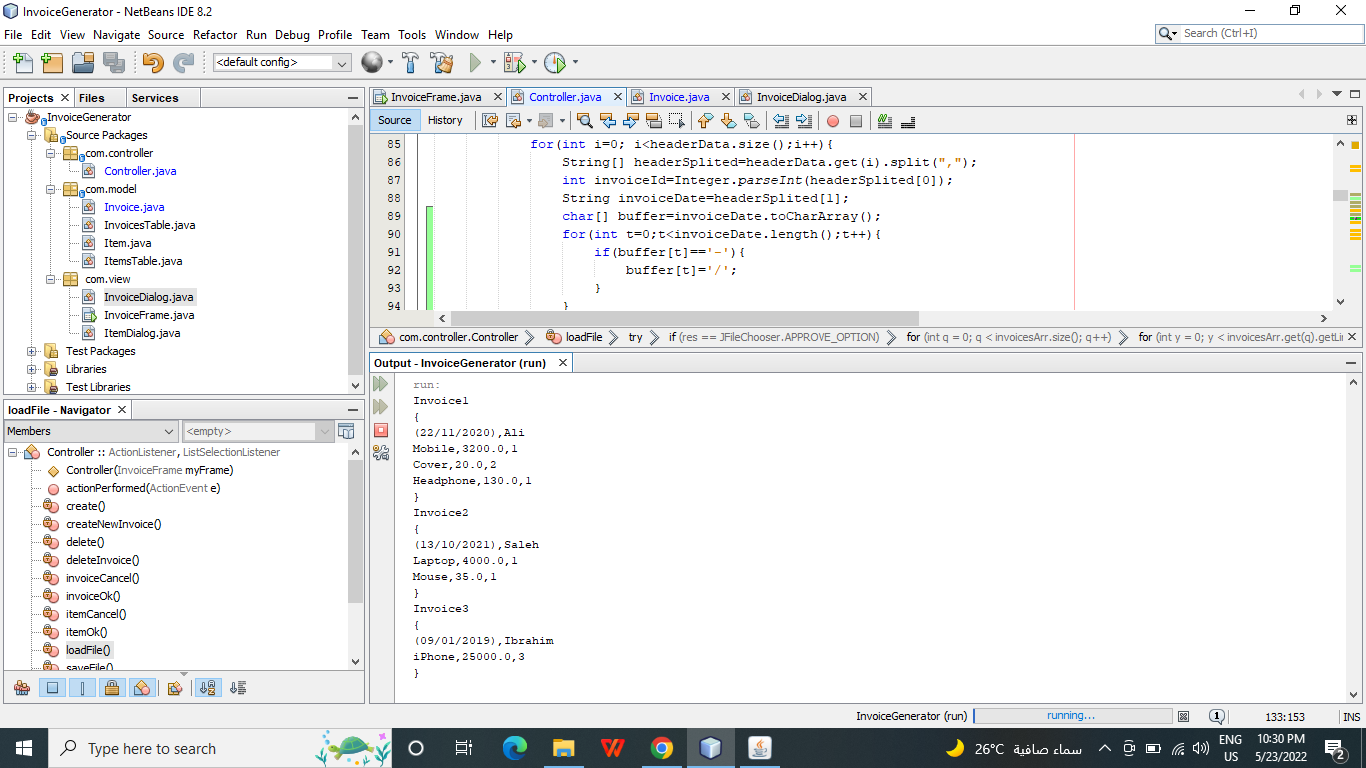 InvoiceGenerator - NetBeans IDE 8.2
File Edit View Navigate Source Refactor Run Debug Profile Team Tools Window Help
Search (Ctrl+I)
<default config>
Projects Files Services
InvoiceGenerator
Source Packages
com.controller
Controller.java
com.model
Invoice.java
InvoicesTable.java
Item.java
ItemsTable.java
com.view
InvoiceDialog.java
InvoiceFrame.java
ItemDialog.java
Test Packages
Libraries
Test Libraries
loadFile - Navigator
Members
<empty>
Controller :: ActionListener, ListSelectionListener
Controller(InvoiceFrame myFrame)
actionPerformed(ActionEvent e)
create()
createNewInvoice()
delete()
deleteInvoice()
invoiceCancel()
invoiceOk()
itemCancel()
itemOk()
loadFile()
saveFile()
InvoiceFrame.java Controller.java Invoice.java InvoiceDialog.java
Source History
85 for(int i=0; i<headerData.size();i++){
86 String[] headerSplited=headerData.get(i).split(",");
87 int invoiceId=Integer.parseInt(headerSplited[0]);
88 String invoiceDate=headerSplited[1];
89 char[] buffer=invoiceDate.toCharArray();
90 for(int t=0;t<invoiceDate.length();t++){
91 if(buffer[t]=='-'){
92 buffer[t]='/';
93 }
94 }
com.controller.Controller loadFile try if (res == JFileChooser.APPROVE_OPTION) for (int q = 0; q < invoicesArr.size(); q++) for (int y = 0; y < invoicesArr.get(q).getLi
Output - InvoiceGenerator (run)
run:
Invoice1
{
(22/11/2020),Ali
Mobile,3200.0,1
Cover,20.0,2
Headphone,130.0,1
}
Invoice2
{
(13/10/2021),Saleh
Laptop,4000.0,1
Mouse,35.0,1
}
Invoice3
{
(09/01/2019),Ibrahim
iPhone,25000.0,3
}
InvoiceGenerator (run) running... 1 133:153 INS
Type here to search
26°C سماء صافية
ENG
US
10:30 PM
5/23/2022
2